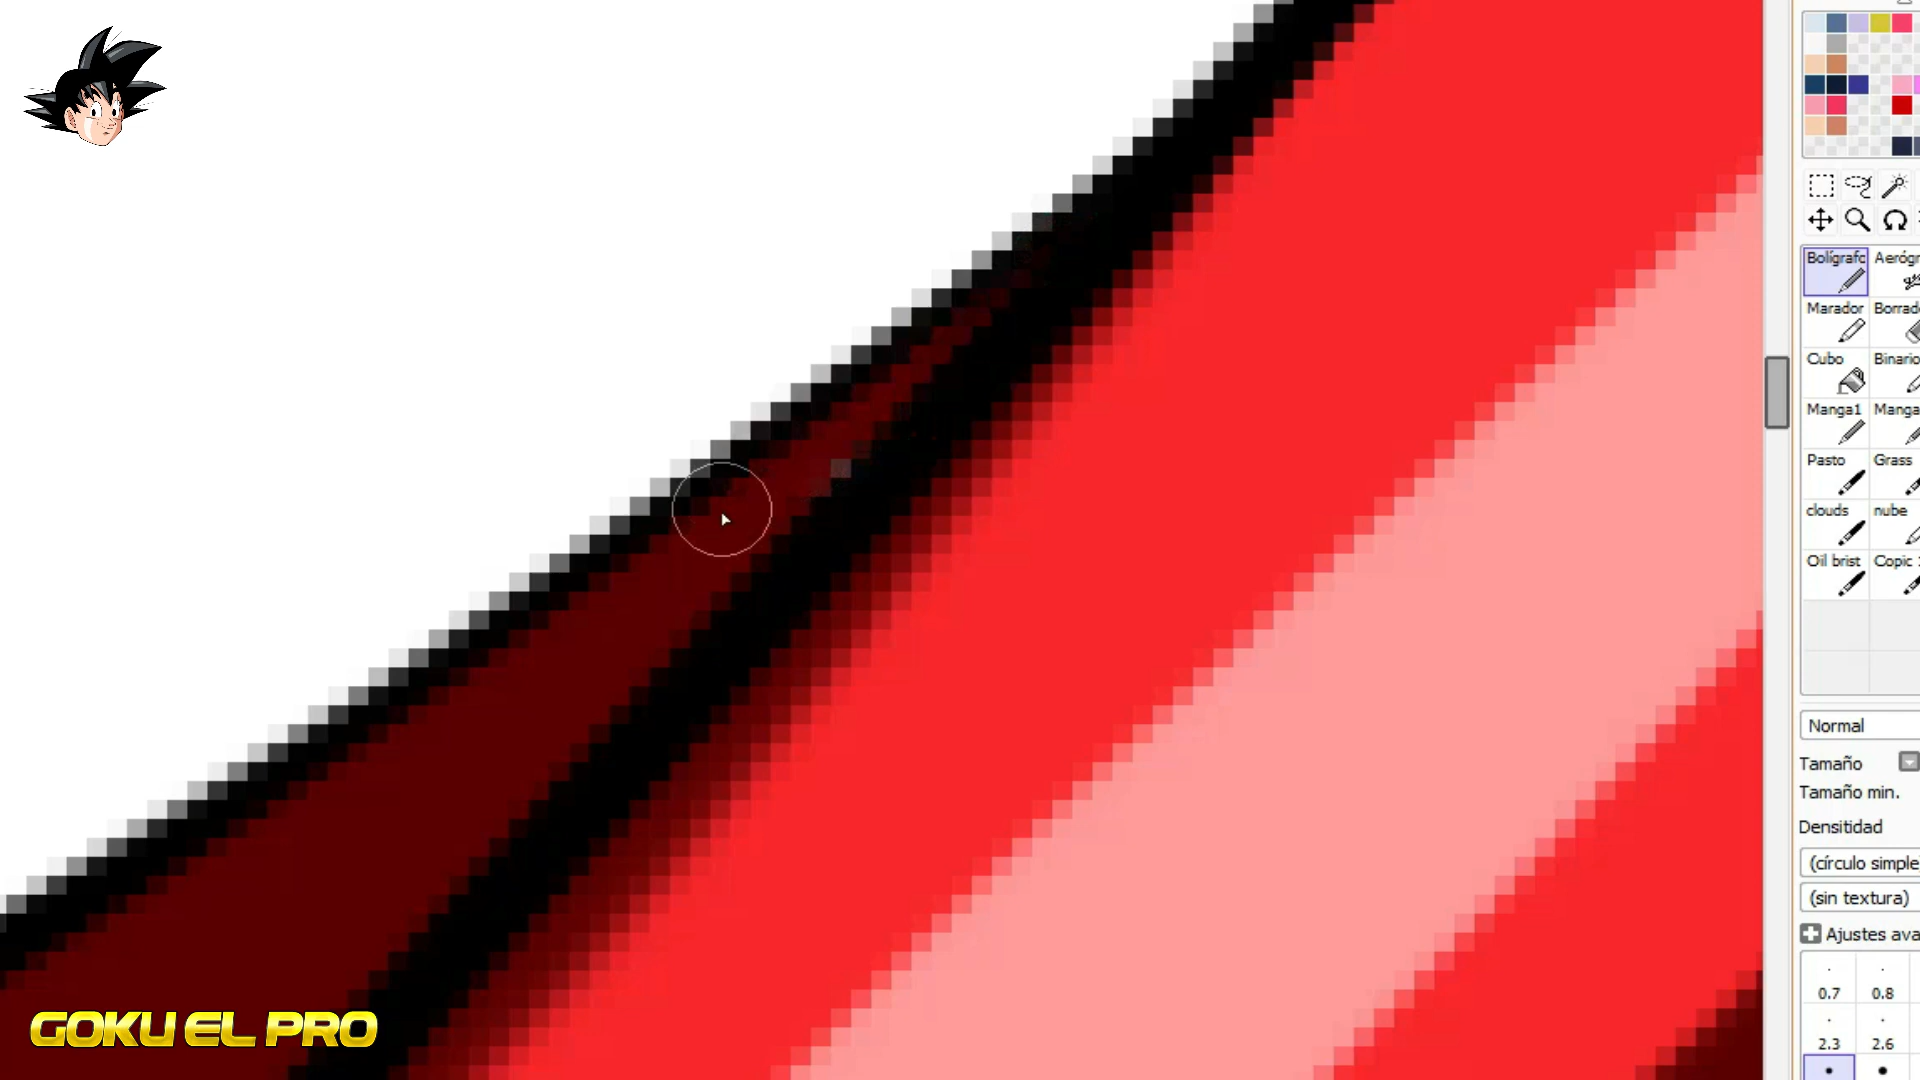 Bolígrafo Aeróg
Marador Borrad
Cubo Binario
Manga1 Manga
Pasto Grass
clouds nube
Oil brist Copic
Normal
Tamaño
Tamaño min.
Densitidad
(círculo simple
(sin textura)
Ajustes ava
0.7 0.8
2.3 2.6
GOKU EL PRO